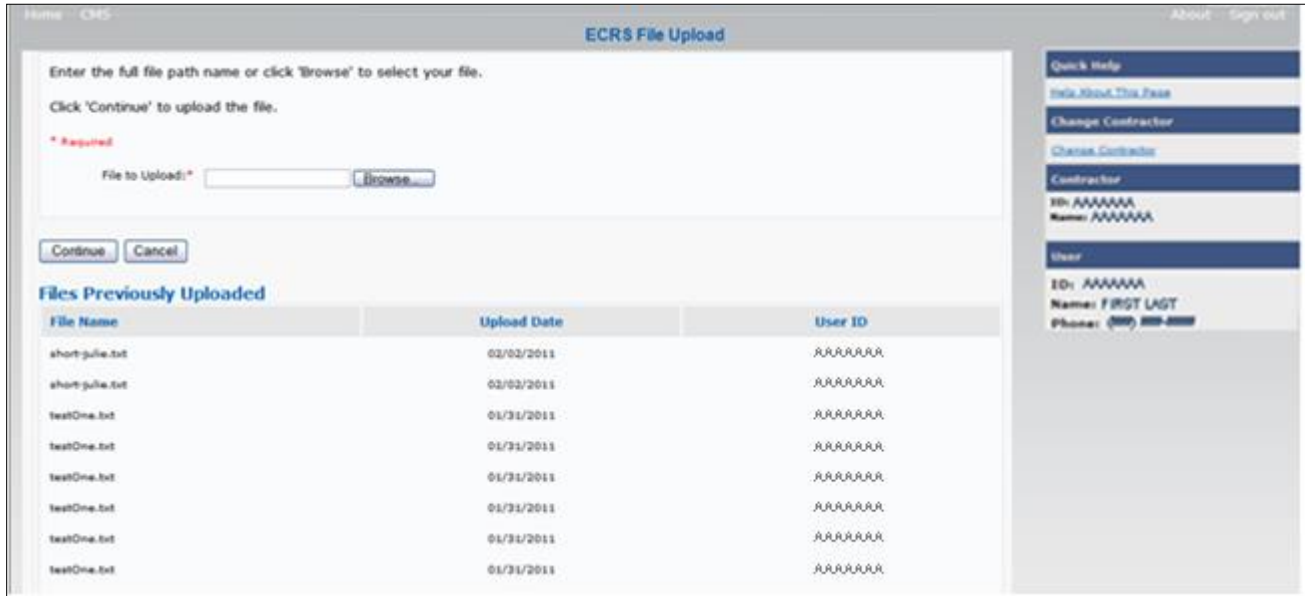 Home CMS About Sign out
ECRS File Upload
Enter the full file path name or click 'Browse' to select your file.
Click 'Continue' to upload the file.
* Required
File to Upload:* Browse...
Continue Cancel
Files Previously Uploaded
File Name Upload Date User ID
short-julie.txt 02/02/2011 AAAAAAA
short-julie.txt 02/02/2011 AAAAAAA
testOne.txt 01/31/2011 AAAAAAA
testOne.txt 01/31/2011 AAAAAAA
testOne.txt 01/31/2011 AAAAAAA
testOne.txt 01/31/2011 AAAAAAA
testOne.txt 01/31/2011 AAAAAAA
testOne.txt 01/31/2011 AAAAAAA
Quick Help
Help About This Page
Change Contractor
Change Contractor
Contractor
ID: AAAAAAA
Name: AAAAAAA
User
ID: AAAAAAA
Name: FIRST LAST
Phone: (###) ###-####